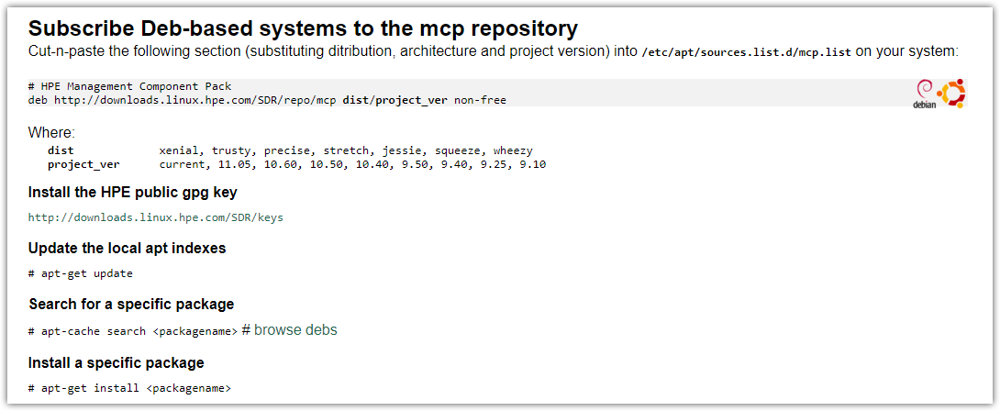 Subscribe Deb-based systems to the mcp repository
Cut-n-paste the following section (substituting ditribution, architecture and project version) into /etc/apt/sources.list.d/mcp.list on your system:
# HPE Management Component Pack
deb http://downloads.linux.hpe.com/SDR/repo/mcp dist/project_ver non-free
debian
Where:
dist xenial, trusty, precise, stretch, jessie, squeeze, wheezy
project_ver current, 11.05, 10.60, 10.50, 10.40, 9.50, 9.40, 9.25, 9.10
Install the HPE public gpg key
http://downloads.linux.hpe.com/SDR/keys
Update the local apt indexes
# apt-get update
Search for a specific package
# apt-cache search <packagename> # browse debs
Install a specific package
# apt-get install <packagename>